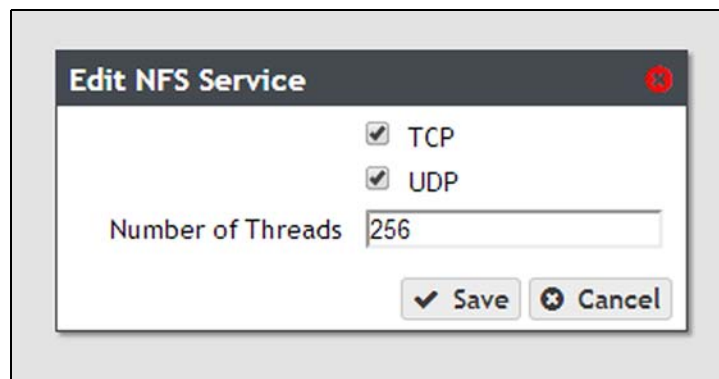 Edit NFS Service
TCP
UDP
Number of Threads 256
Save Cancel